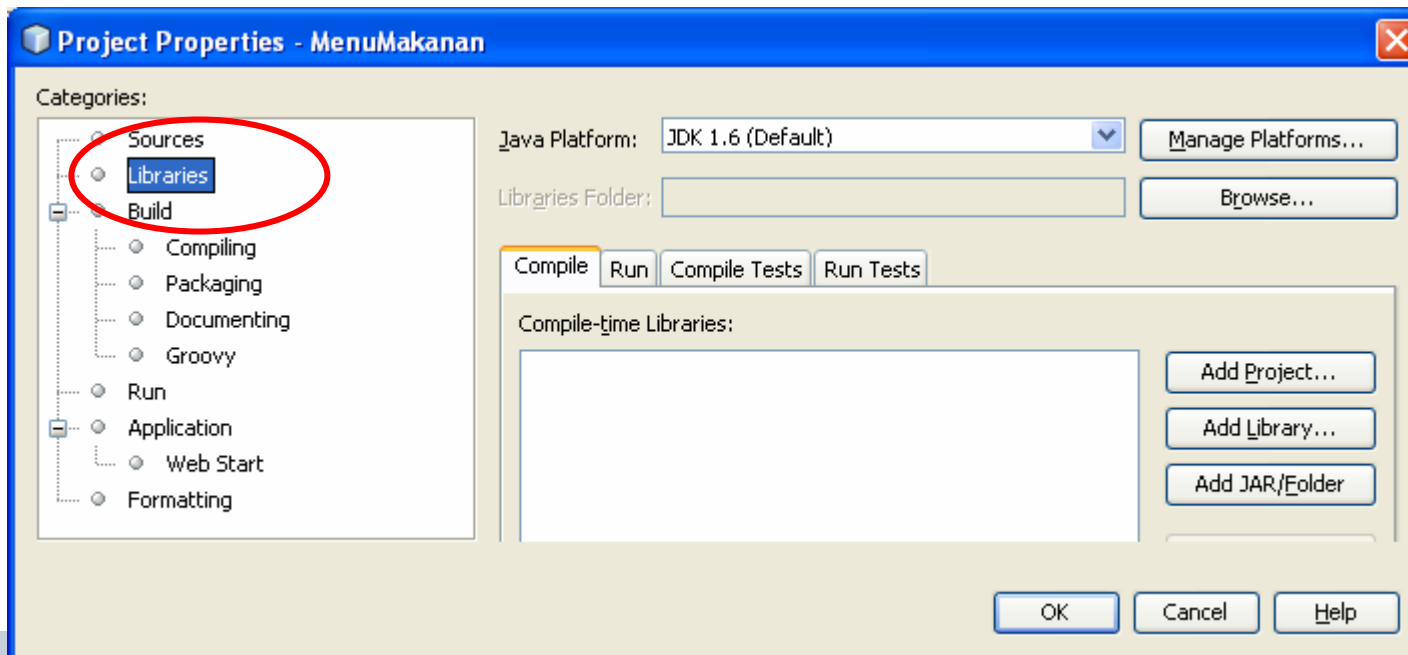 Project Properties - MenuMakanan
Categories:
Sources
Libraries
Build
Compiling
Packaging
Documenting
Groovy
Run
Application
Web Start
Formatting
Java Platform: JDK 1.6 (Default) Manage Platforms...
Libraries Folder: Browse...
Compile Run Compile Tests Run Tests
Compile-time Libraries:
Add Project...
Add Library...
Add JAR/Folder
OK Cancel Help